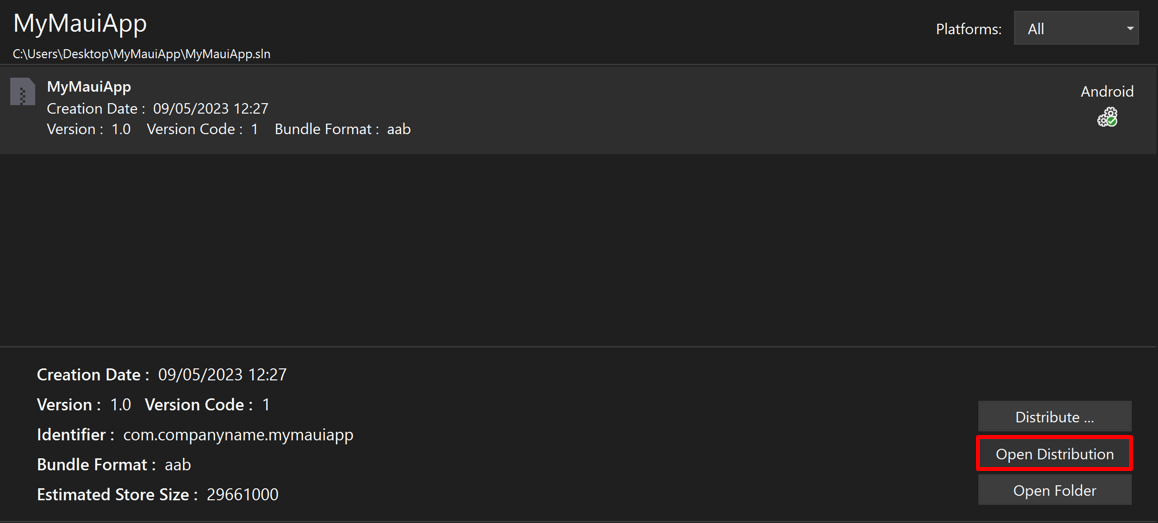 MyMauiApp
Platforms: All
C:\Users\Desktop\MyMauiApp\MyMauiApp.sln
MyMauiApp
Android
Creation Date : 09/05/2023 12:27
Version : 1.0 Version Code : 1 Bundle Format : aab
Creation Date : 09/05/2023 12:27
Version : 1.0 Version Code : 1
Identifier : com.companyname.mymauiapp
Bundle Format : aab
Estimated Store Size : 29661000
Distribute ...
Open Distribution
Open Folder